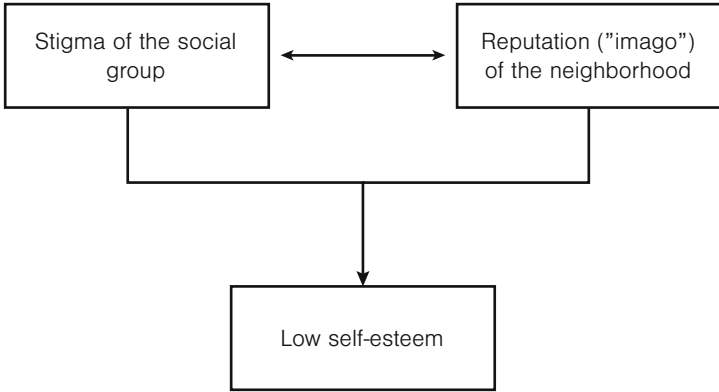 Stigma of the social
group
Reputation (”imago”)
of the neighborhood
Low self-esteem